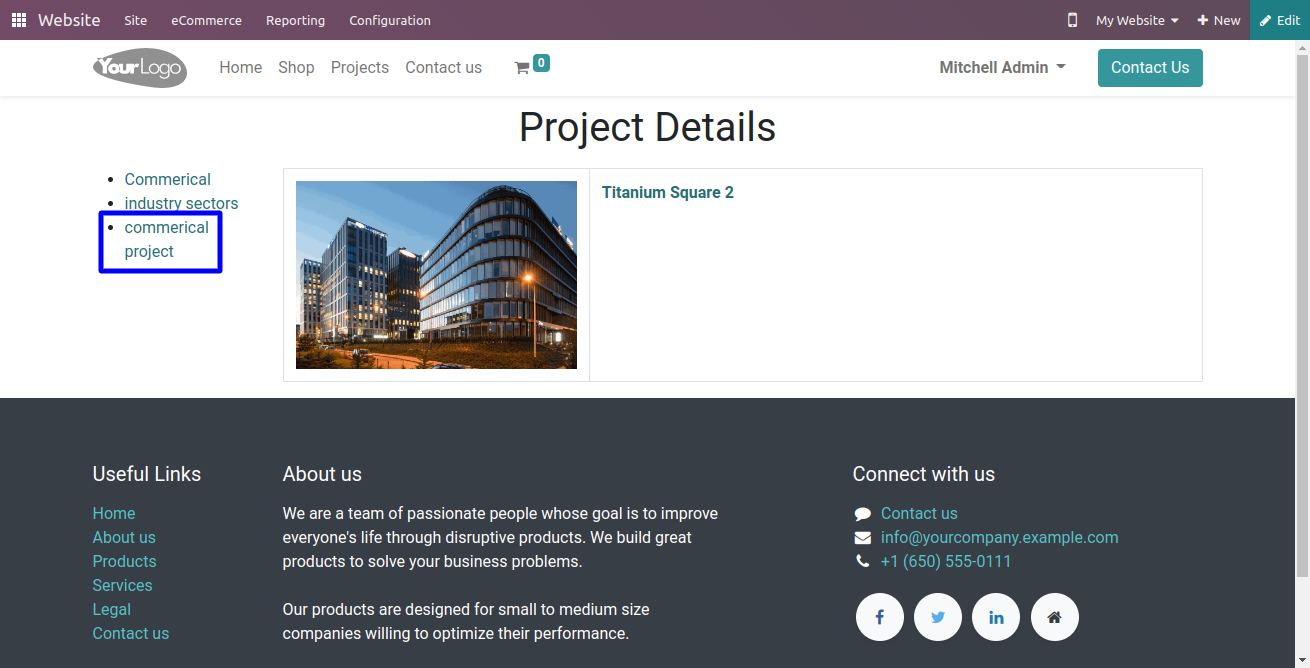 Website Site eCommerce Reporting Configuration My Website New Edit
YourLogo Home Shop Projects Contact us 0 Mitchell Admin Contact Us
Project Details
Commerical
industry sectors
commerical
project
Titanium Square 2
Useful Links
Home
About us
Products
Services
Legal
Contact us
About us
We are a team of passionate people whose goal is to improve
everyone's life through disruptive products. We build great
products to solve your business problems.
Our products are designed for small to medium size
companies willing to optimize their performance.
Connect with us
Contact us
info@yourcompany.example.com
+1 (650) 555-0111